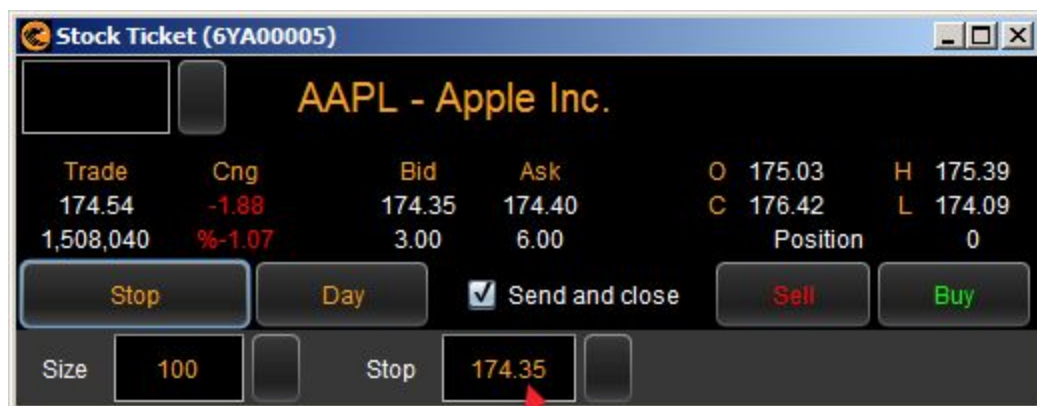 Stock Ticket (6YA00005)
AAPL - Apple Inc.
Trade Cng Bid Ask O 175.03 H 175.39
174.54 -1.88 174.35 174.40 C 176.42 L 174.09
1,508,040 %-1.07 3.00 6.00 Position 0
Stop Day Send and close Sell Buy
Size 100 Stop 174.35